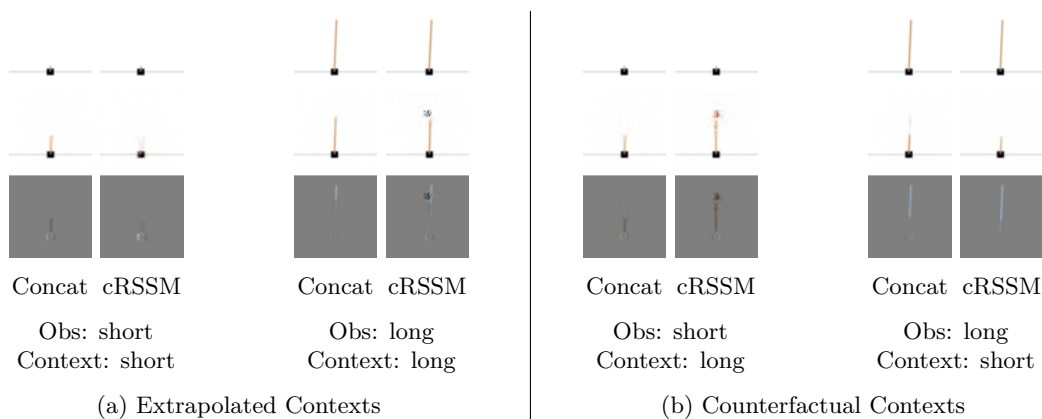 Concat cRSSM Concat cRSSM Concat cRSSM Concat cRSSM
Obs: short Obs: long Obs: short Obs: long
Context: short Context: long Context: long Context: short
(a) Extrapolated Contexts (b) Counterfactual Contexts